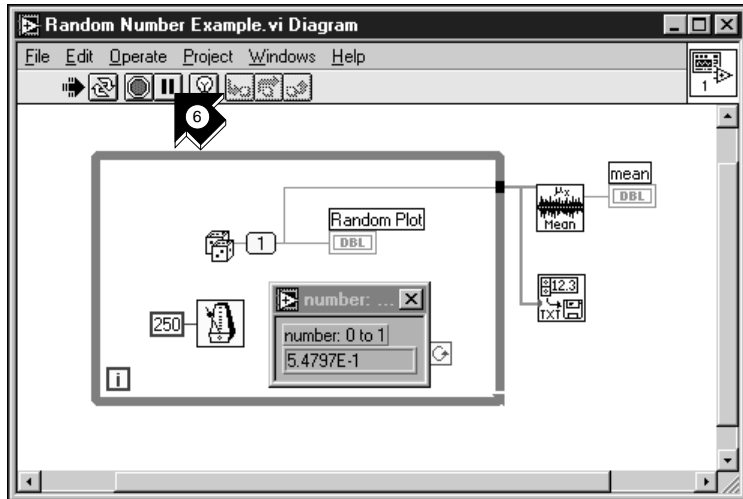 Random Number Example.vi Diagram
File Edit Operate Project Windows Help
1
6
mean
DBL
μx
Mean
Random Plot
DBL
1
12.3
TXT
250
number: ...
number: 0 to 1
5.4797E-1
i